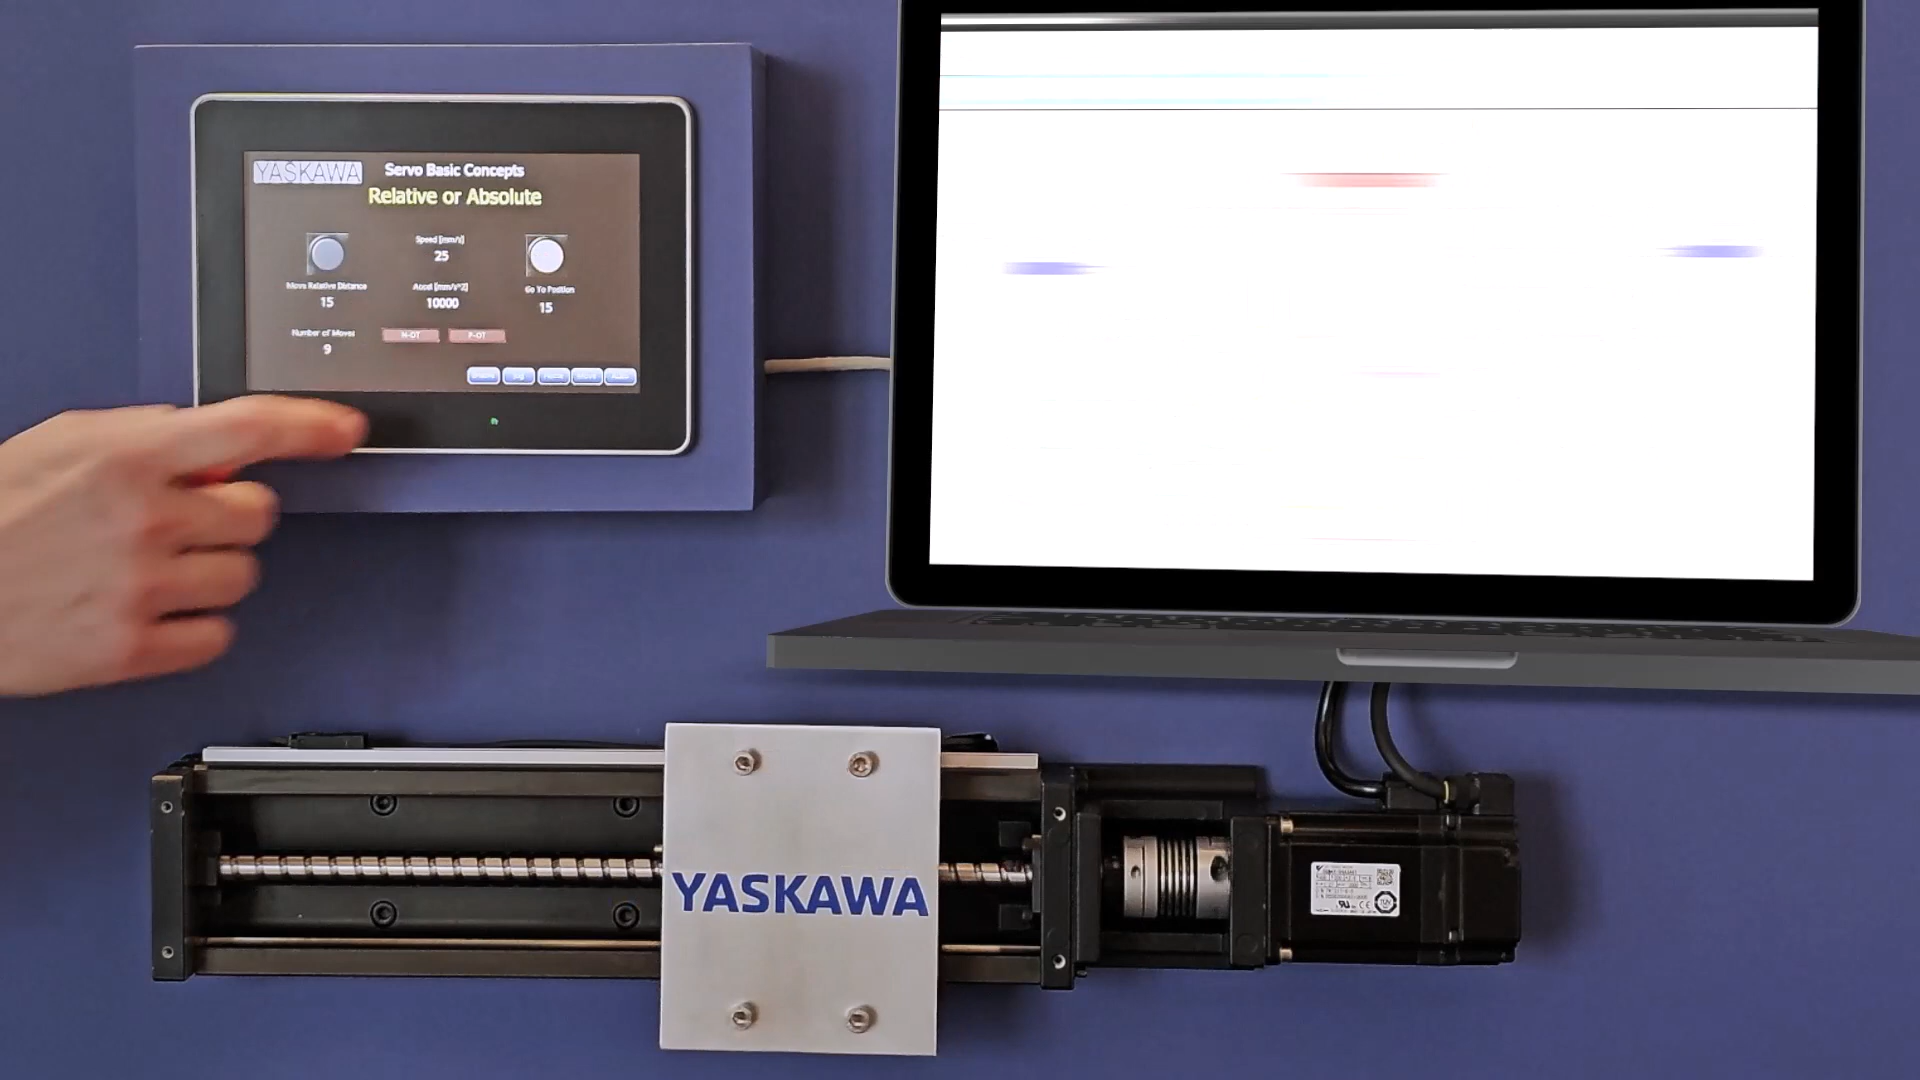 YASKAWA
Servo Basic Concepts
Relative or Absolute
Speed [mm/s]
25
Move Relative Distance
15
Accel [mm/s^2]
10000
Go To Position
15
Number of Moves
9
N-OT
P-OT
YASKAWA